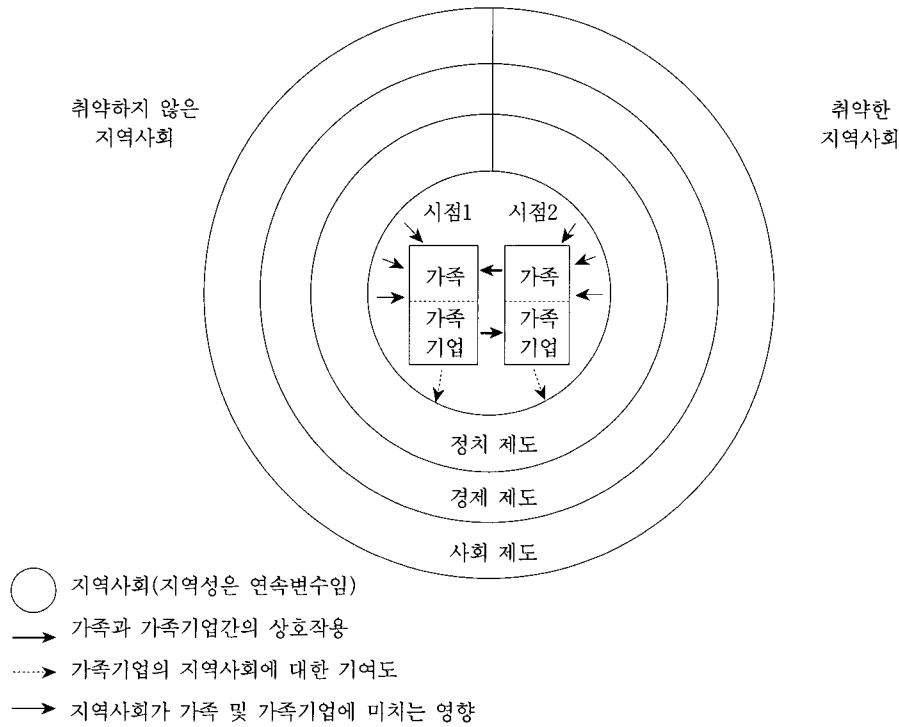 취약하지 않은
지역사회
취약한
지역사회
시점1 시점2
가족 가족
가족 가족
기업 기업
정치 제도
경제 제도
사회 제도
지역사회(지역성은 연속변수임)
가족과 가족기업간의 상호작용
가족기업의 지역사회에 대한 기여도
지역사회가 가족 및 가족기업에 미치는 영향